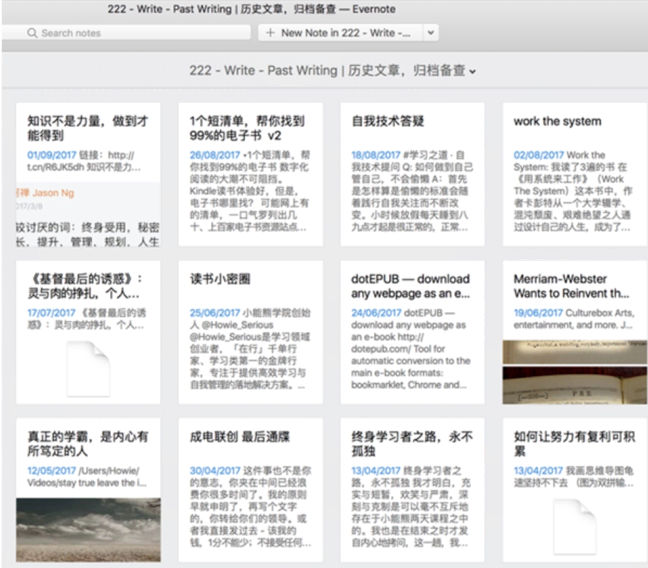 222 - Write - Past Writing | 历史文章，归档备查 — Evernote
Search notes
+ New Note in 222 - Write -...
222 - Write - Past Writing | 历史文章，归档备查
知识不是力量，做到才
能得到
01/09/2017 链接：http://
t.cn/R6JK5dh 知识不是力...
禅 Jason Ng
017/3/8
较讨厌的词：终身受用，秘密
长，提升，管理，规划，人生
1个短清单，帮你找到
99%的电子书 v2
26/08/2017 •1个短清单，帮
你找到99%的电子书 数字化
阅读的大潮不可阻挡。
Kindle读书体验好，但是，
电子书哪里找？ 可能网上有
的清单，一口气罗列出几
十、上百家电子书资源站点...
自我技术答疑
18/08/2017 #学习之道 · 自
我技术提问 Q: 如何做到自己
管自己，不会偷懒 A：首先
是怎样算是偷懒的标准会随
着践行自我关注而不断改
变。小时候放假每天睡到八
九点才起是很正常的，正常...
work the system
02/08/2017 Work the
System: 我读了3遍的书 在
《用系统来工作》（Work
The System）这本书中，作
者卡彭特从一个大学辍学、
混沌颓废、艰难绝望之人通
过设计自己的人生，成为了...
《基督最后的诱惑》：
灵与肉的挣扎，个人...
17/07/2017 《基督最后的诱
惑》：灵与肉的挣扎，个人...
读书小密圈
25/06/2017 小能熊学院创始
人 @Howie_Serious
@Howie_Serious是学习领域
创业者，「在行」千单行
家、学习类第一的金牌行
家，专注于提供高效学习与
自我管理的落地解决方案。...
dotEPUB — download
any webpage as an e...
24/06/2017 dotEPUB —
download any webpage as
an e-book http://
dotepub.com/ Tool for
automatic conversion to the
main e-book formats:
bookmarklet, Chrome and...
Merriam-Webster
Wants to Reinvent th...
19/06/2017 Culturebox Arts,
entertainment, and more. J...
真正的学霸，是内心有
所笃定的人
12/05/2017 /Users/Howie/
Videos/stay true leave the i...
成电联创 最后通牒
30/04/2017 这件事也不是你
的意志，你夹在中间已经浪
费你很多时间了。我的原则
早就申明了，再写个文字
的，你转给你们的领导。或
者我直接发过去 - 该我的
钱，1分不能少；不接受任何...
终身学习者之路，永不
孤独
13/04/2017 终身学习者之
路，永不孤独 我才明白，充
实与短暂，欢笑与严肃，深
刻与克制是可以毫不互斥地
存在于小能熊两天课程之中
的。我也是在结束之时才发
自内心地拷问，这一趟，我...
如何让努力有复利可积
累
13/04/2017 我画思维导图龟
速坚持不下去 （图为双拼输...